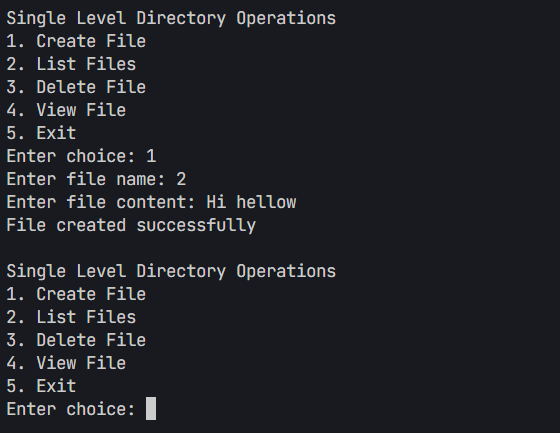 Single Level Directory Operations
1. Create File
2. List Files
3. Delete File
4. View File
5. Exit
Enter choice: 1
Enter file name: 2
Enter file content: Hi hellow
File created successfully

Single Level Directory Operations
1. Create File
2. List Files
3. Delete File
4. View File
5. Exit
Enter choice: